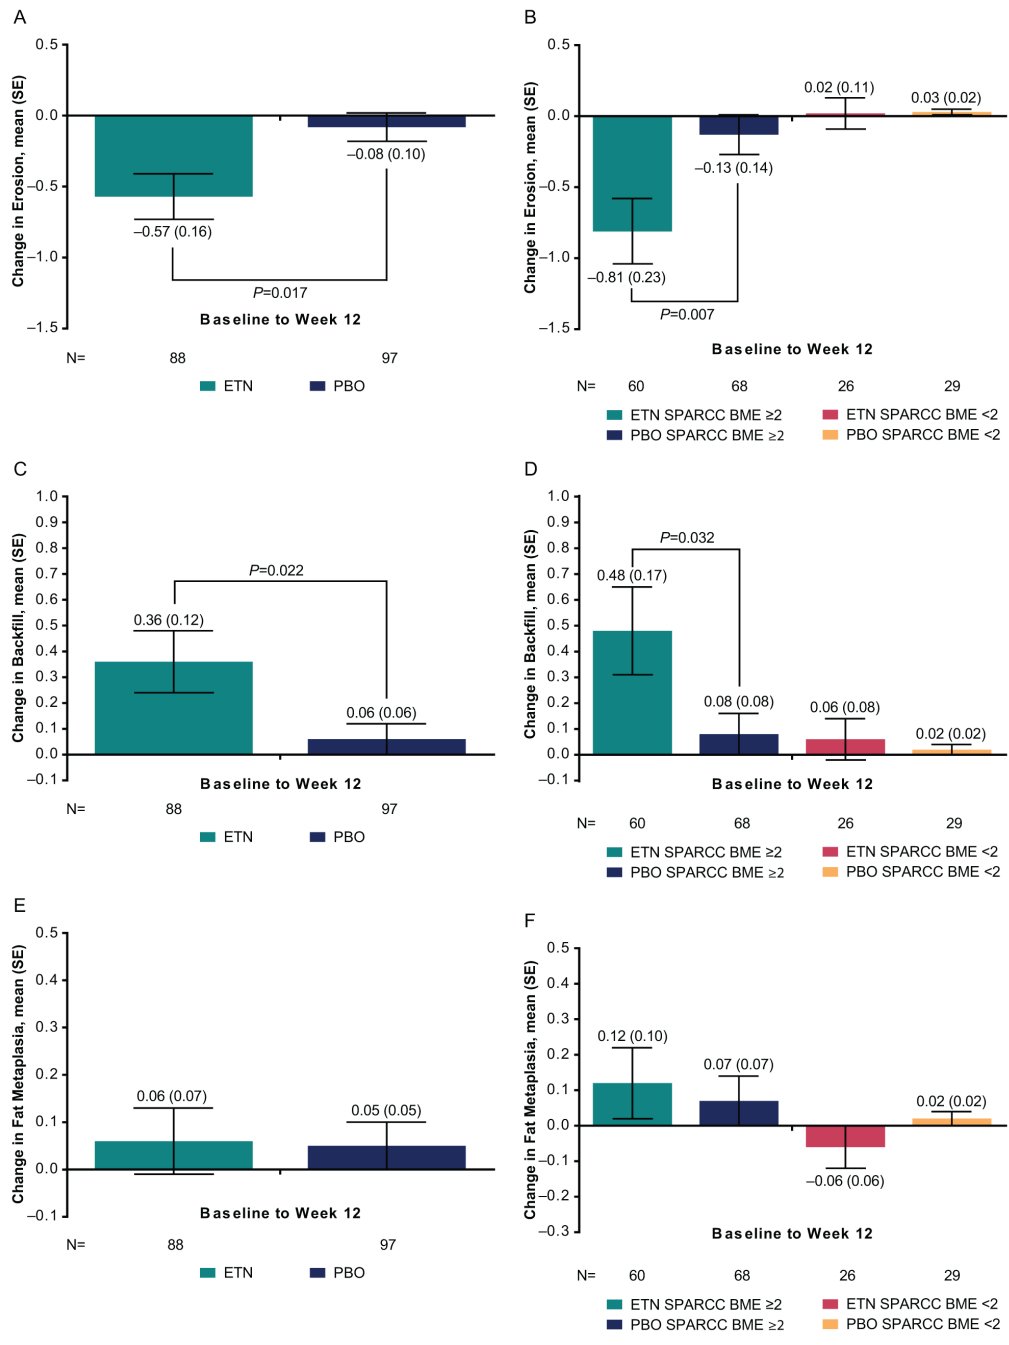 A
Change in Erosion, mean (SE)
0.5
0.0
–0.5
–1.0
–1.5
–0.57 (0.16)
–0.08 (0.10)
P=0.017
Baseline to Week 12
N= 88 97
ETN PBO
B
Change in Erosion, mean (SE)
0.5
0.0
–0.5
–1.0
–1.5
0.02 (0.11)
0.03 (0.02)
–0.13 (0.14)
–0.81 (0.23)
P=0.007
Baseline to Week 12
N= 60 68 26 29
ETN SPARCC BME ≥2 ETN SPARCC BME <2
PBO SPARCC BME ≥2 PBO SPARCC BME <2
C
Change in Backfill, mean (SE)
1.0
0.9
0.8
0.7
0.6
0.5
0.4
0.3
0.2
0.1
0.0
–0.1
P=0.022
0.36 (0.12)
0.06 (0.06)
Baseline to Week 12
N= 88 97
ETN PBO
D
Change in Backfill, mean (SE)
1.0
0.9
0.8
0.7
0.6
0.5
0.4
0.3
0.2
0.1
0.0
–0.1
P=0.032
0.48 (0.17)
0.08 (0.08)
0.06 (0.08)
0.02 (0.02)
Baseline to Week 12
N= 60 68 26 29
ETN SPARCC BME ≥2 ETN SPARCC BME <2
PBO SPARCC BME ≥2 PBO SPARCC BME <2
E
Change in Fat Metaplasia, mean (SE)
0.5
0.4
0.3
0.2
0.1
0.0
–0.1
0.06 (0.07)
0.05 (0.05)
Baseline to Week 12
N= 88 97
ETN PBO
F
Change in Fat Metaplasia, mean (SE)
0.5
0.4
0.3
0.2
0.1
0.0
–0.1
–0.2
–0.3
0.12 (0.10)
0.07 (0.07)
–0.06 (0.06)
0.02 (0.02)
Baseline to Week 12
N= 60 68 26 29
ETN SPARCC BME ≥2 ETN SPARCC BME <2
PBO SPARCC BME ≥2 PBO SPARCC BME <2